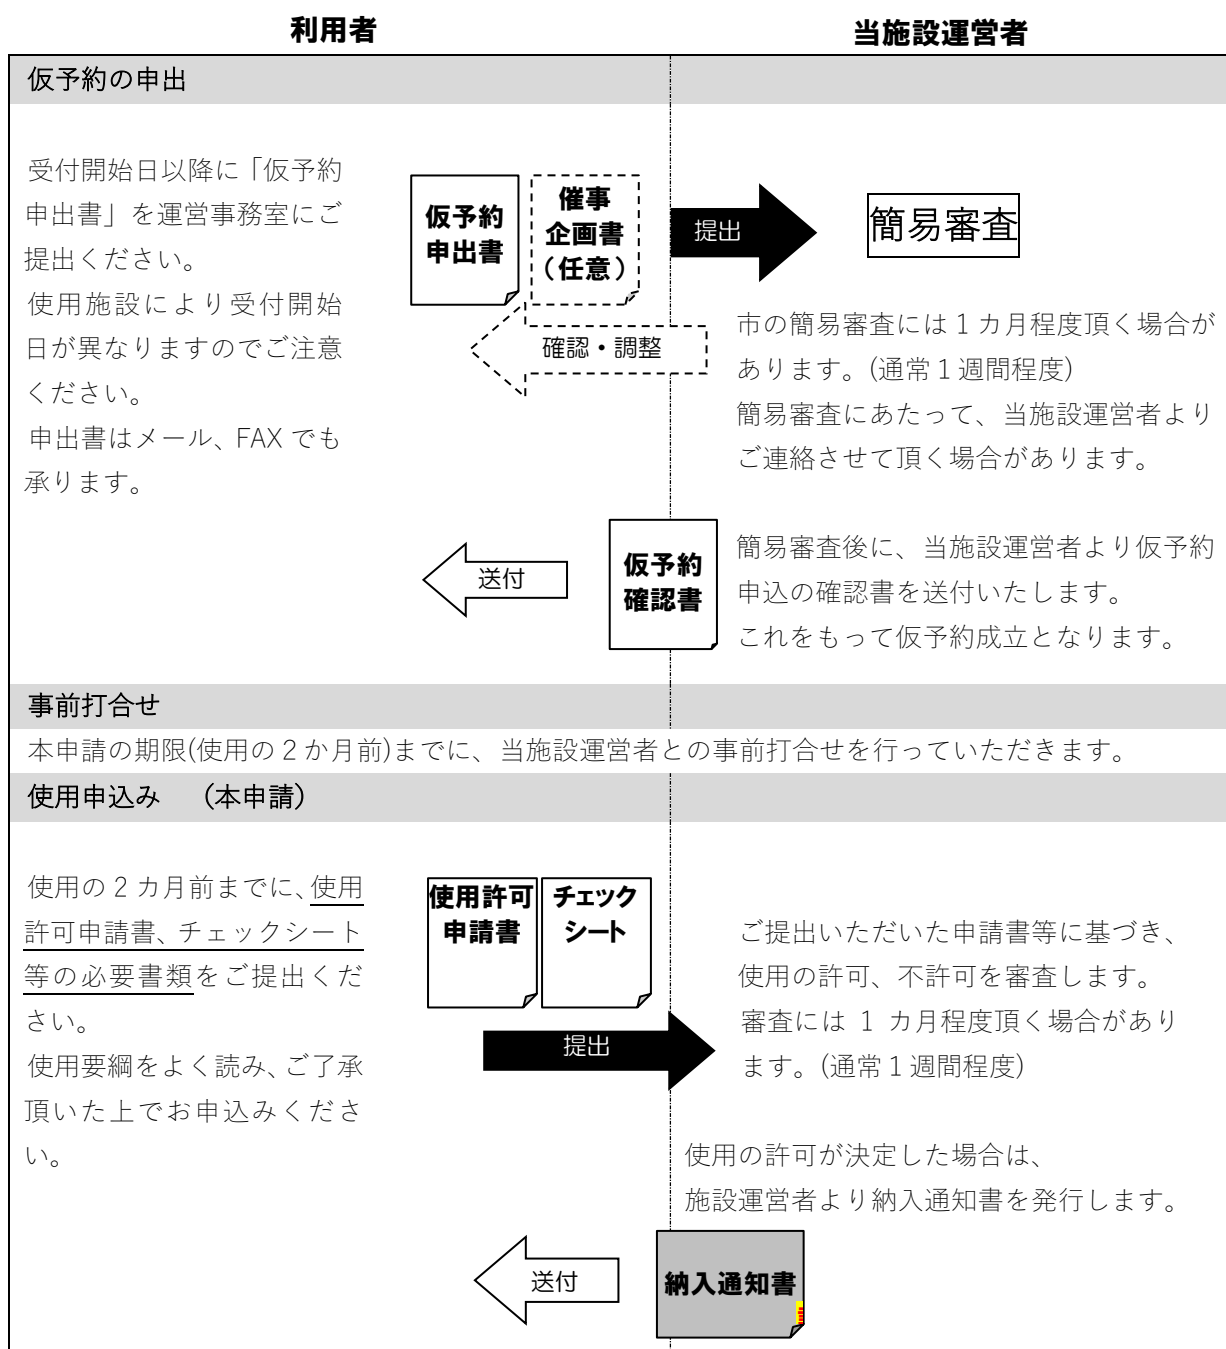 利用者
当施設運営者
仮予約の申出
受付開始日以降に「仮予約
申出書」を運営事務室にご
提出ください。
使用施設により受付開始
日が異なりますのでご注意
ください。
申出書はメール、FAX でも
承ります。
仮予約
申出書
催事
企画書
（任意）
提出
簡易審査
確認・調整
市の簡易審査には１カ月程度頂く場合が
あります。(通常１週間程度)
簡易審査にあたって、当施設運営者より
ご連絡させて頂く場合があります。
送付
仮予約
確認書
簡易審査後に、当施設運営者より仮予約
申込の確認書を送付いたします。
これをもって仮予約成立となります。
事前打合せ
本申請の期限(使用の２か月前)までに、当施設運営者との事前打合せを行っていただきます。
使用申込み　（本申請）
使用の２カ月前までに、使用
許可申請書、チェックシート
等の必要書類をご提出くだ
さい。
使用要綱をよく読み、ご了承
頂いた上でお申込みくださ
い。
使用許可
申請書
チェック
シート
提出
ご提出いただいた申請書等に基づき、
使用の許可、不許可を審査します。
審査には １ カ月程度頂く場合があり
ます。(通常１週間程度)
使用の許可が決定した場合は、
施設運営者より納入通知書を発行します。
送付
納入通知書